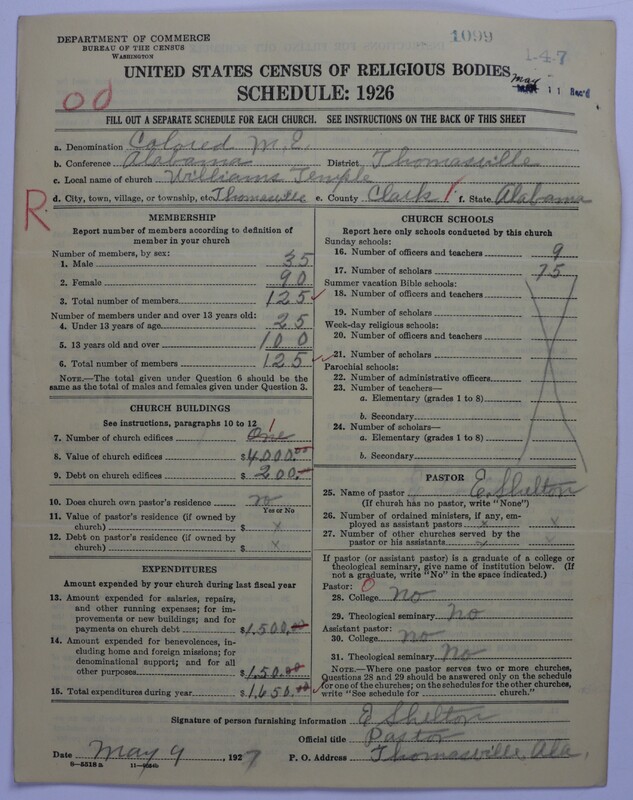 DEPARTMENT OF COMMERCE
BUREAU OF THE CENSUS
WASHINGTON
1099
1-4-7
UNITED STATES CENSUS OF RELIGIOUS BODIES
May 11 Rec'd
SCHEDULE: 1926
od
FILL OUT A SEPARATE SCHEDULE FOR EACH CHURCH. SEE INSTRUCTIONS ON THE BACK OF THIS SHEET
a. Denomination Colored M.E.
b. Conference Alabama District Thomasville
c. Local name of church Williams Temple
d. City, town, village, or township, etc. Thomasville e. County Clark f. State Alabama
R.
MEMBERSHIP
Report number of members according to definition of
member in your church
Number of members, by sex:
1. Male 35
2. Female 90
3. Total number of members 125
Number of members under and over 13 years old:
4. Under 13 years of age 25
5. 13 years old and over 100
6. Total number of members 125
NOTE.—The total given under Question 6 should be
the same as the total of males and females given under Question 3.
CHURCH BUILDINGS
See instructions, paragraphs 10 to 12
7. Number of church edifices One 1
8. Value of church edifices $4,000.00
9. Debt on church edifices $200.
10. Does church own pastor's residence? no
Yes or No
11. Value of pastor's residence (if owned by
church) $ x
12. Debt on pastor's residence (if owned by
church) $ x
EXPENDITURES
Amount expended by your church during last fiscal year
13. Amount expended for salaries, repairs,
and other running expenses; for im-
provements or new buildings; and for
payments on church debt $1,500.00
14. Amount expended for benevolences, in-
cluding home and foreign missions; for
denominational support; and for all
other purposes $150.00
15. Total expenditures during year $1,650.00
CHURCH SCHOOLS
Report here only schools conducted by this church
Sunday schools:
16. Number of officers and teachers 9
17. Number of scholars 75
Summer vacation Bible schools:
18. Number of officers and teachers
19. Number of scholars
Week-day religious schools:
20. Number of officers and teachers
21. Number of scholars
Parochial schools:
22. Number of administrative officers
23. Number of teachers—
a. Elementary (grades 1 to 8)
b. Secondary
24. Number of scholars—
a. Elementary (grades 1 to 8)
b. Secondary
PASTOR
25. Name of pastor E. Shelton
(If church has no pastor, write "None")
26. Number of ordained ministers, if any, em-
ployed as assistant pastors x x
27. Number of other churches served by the
pastor or his assistants x
If pastor (or assistant pastor) is a graduate of a college or
theological seminary, give name of institution below. (If
not a graduate, write "No" in the space indicated.)
Pastor: 0
28. College no
29. Theological seminary No
Assistant pastor:
30. College no
31. Theological seminary No
NOTE.—Where one pastor serves two or more churches,
Questions 28 and 29 should be answered only on the schedule
for one of the churches; on the schedules for the other churches,
write "See schedule for church."
Signature of person furnishing information E Shelton
Official title Pastor
Date May 9, 1927 P. O. Address Thomasville, Ala.
8-5518a